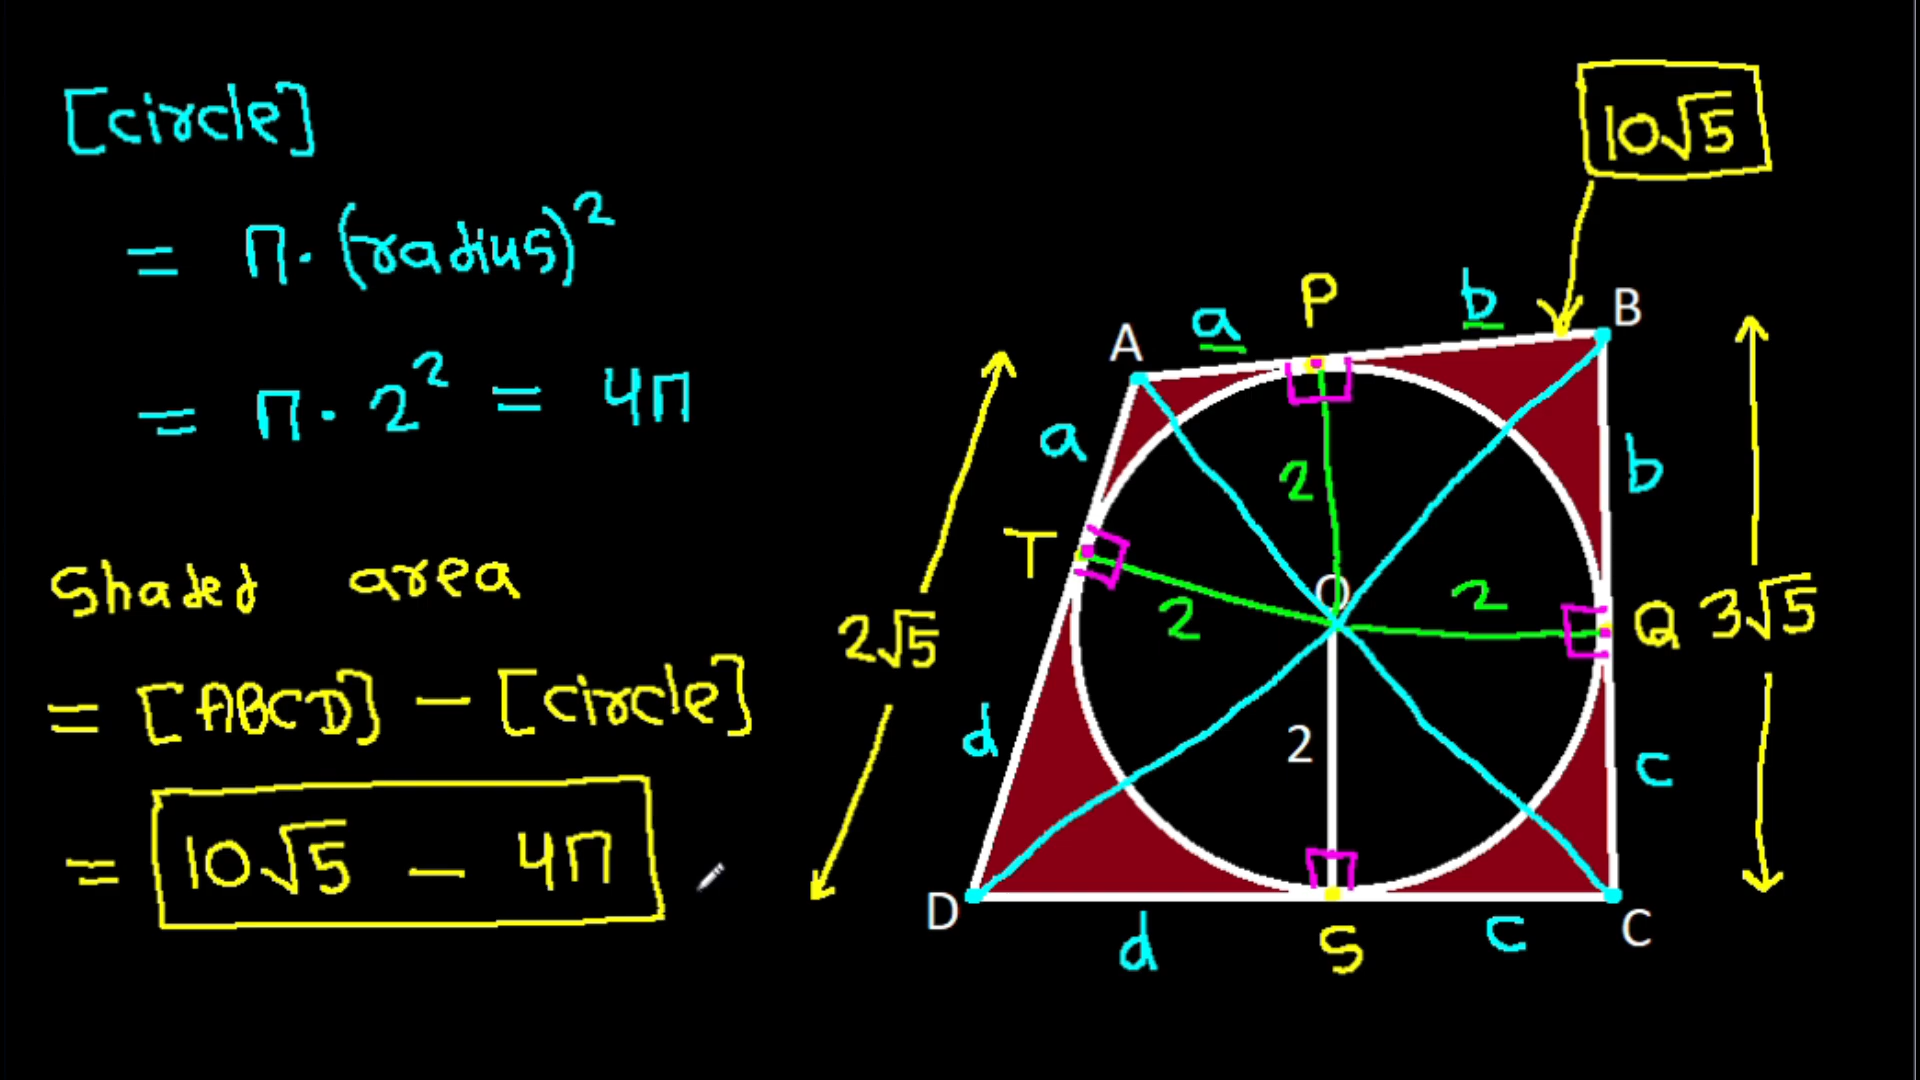 [circle]
= π · (radius)²
= π · 2² = 4π
Shaded area
= [ABCD] − [circle]
= 10√5 − 4π
10√5
P
a
b
B
A
a
b
2
T
O
2
2
Q
3√5
2√5
d
2
c
D
C
d
S
c